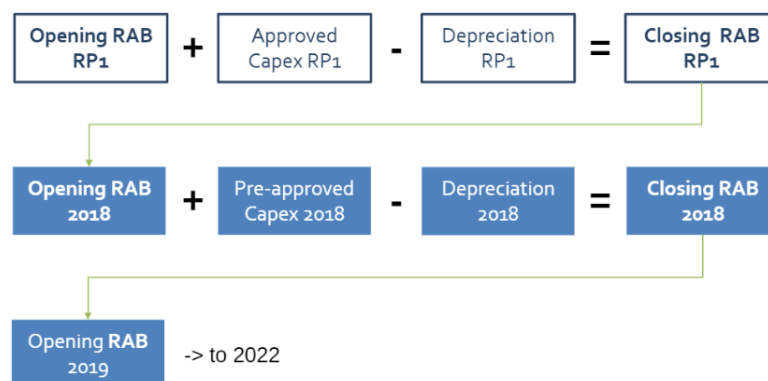 Opening RAB + Approved - Depreciation = Closing RAB
RP1 Capex RP1 RP1 RP1
Opening RAB + Pre-approved - Depreciation = Closing RAB
2018 Capex 2018 2018 2018
Opening RAB
2019
-> to 2022